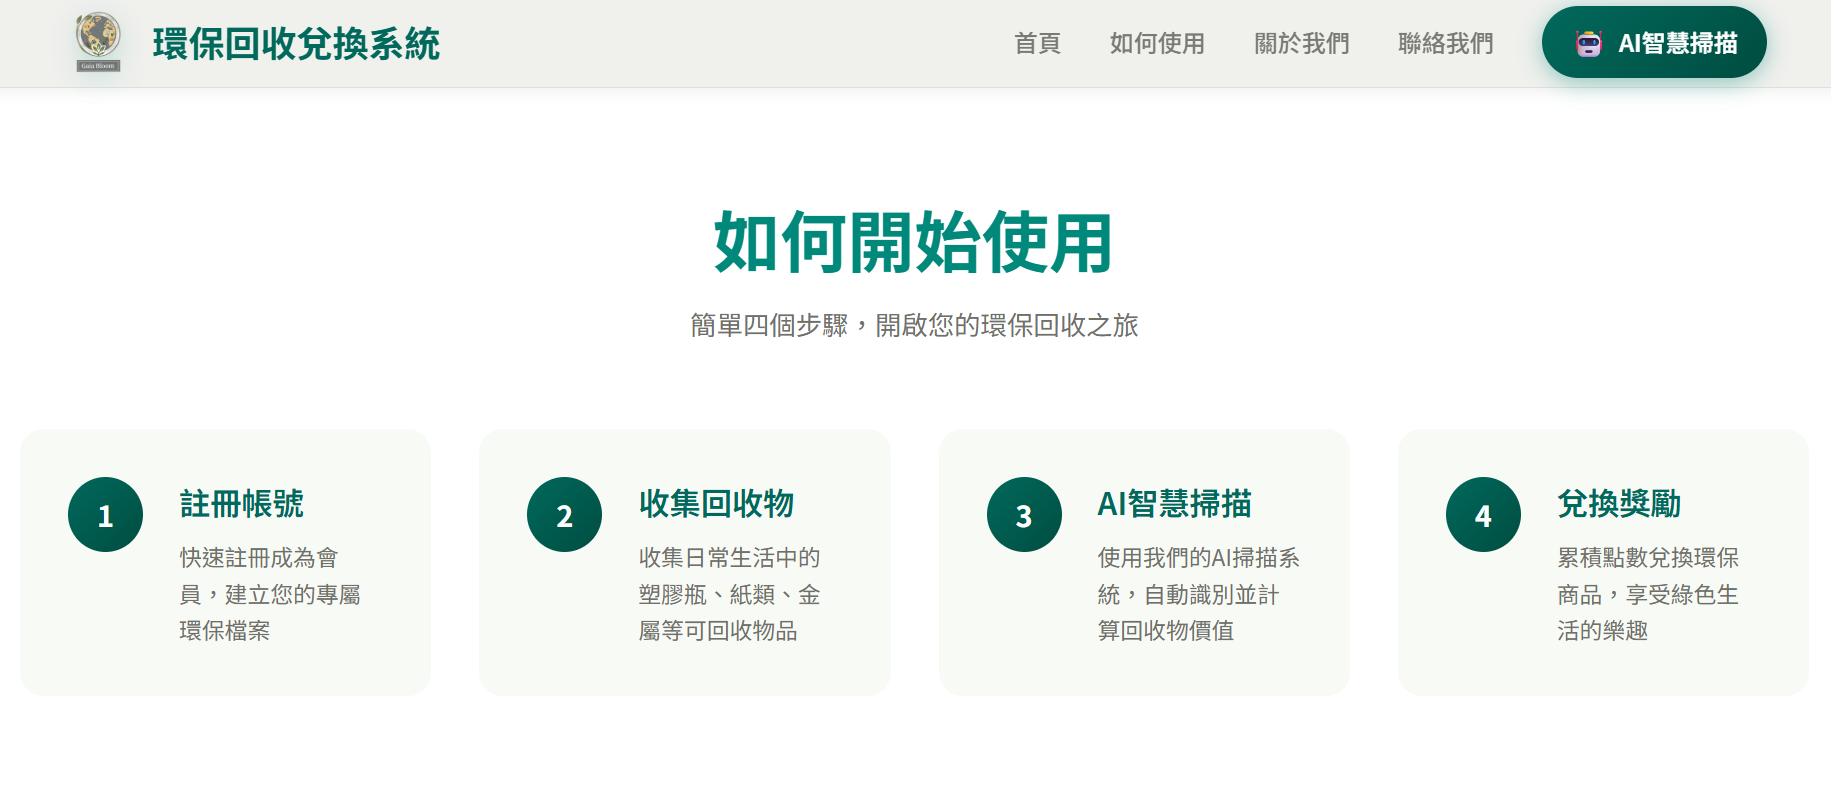 Gaia Bloom
環保回收兌換系統
首頁
如何使用
關於我們
聯絡我們
AI智慧掃描
如何開始使用
簡單四個步驟，開啟您的環保回收之旅
1
註冊帳號
快速註冊成為會
員，建立您的專屬
環保檔案
2
收集回收物
收集日常生活中的
塑膠瓶、紙類、金
屬等可回收物品
3
AI智慧掃描
使用我們的AI掃描系
統，自動識別並計
算回收物價值
4
兌換獎勵
累積點數兌換環保
商品，享受綠色生
活的樂趣